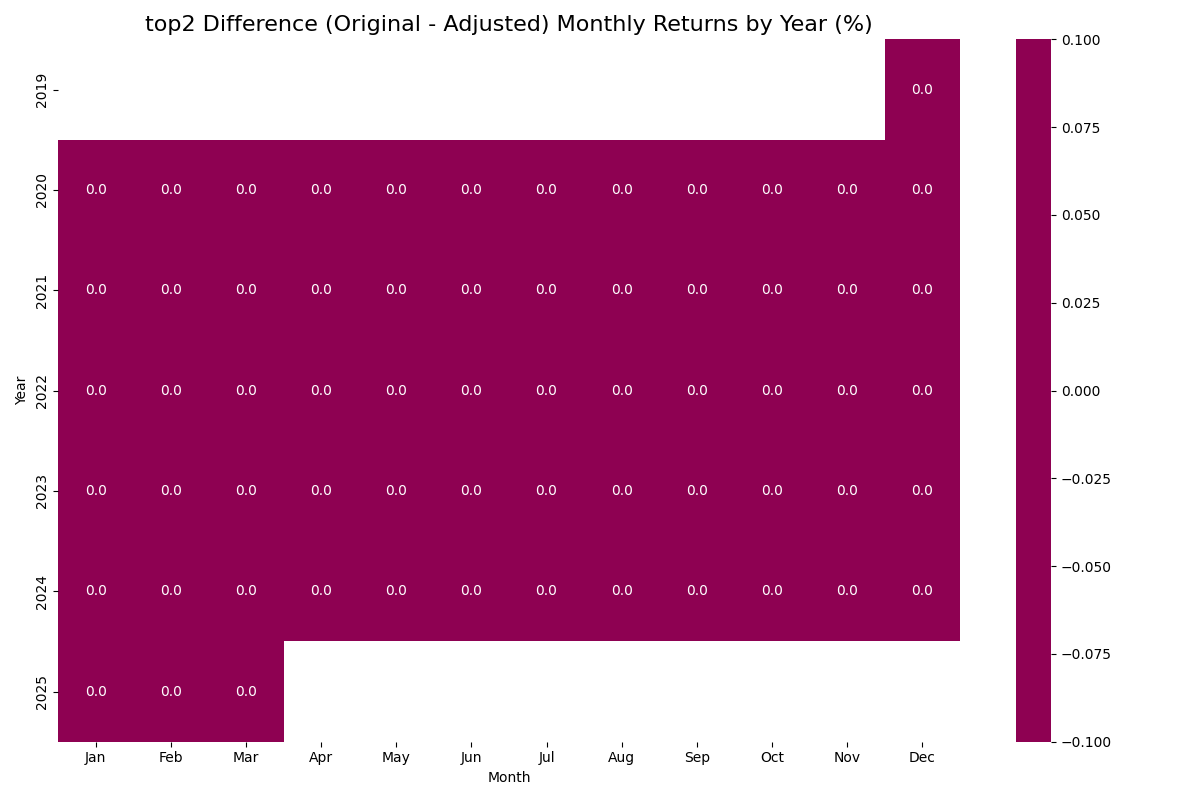 top2 Difference (Original - Adjusted) Monthly Returns by Year (%)
2019 0.0
2020 0.0 0.0 0.0 0.0 0.0 0.0 0.0 0.0 0.0 0.0 0.0 0.0
2021 0.0 0.0 0.0 0.0 0.0 0.0 0.0 0.0 0.0 0.0 0.0 0.0
2022 0.0 0.0 0.0 0.0 0.0 0.0 0.0 0.0 0.0 0.0 0.0 0.0
2023 0.0 0.0 0.0 0.0 0.0 0.0 0.0 0.0 0.0 0.0 0.0 0.0
2024 0.0 0.0 0.0 0.0 0.0 0.0 0.0 0.0 0.0 0.0 0.0 0.0
2025 0.0 0.0 0.0
Year
Jan Feb Mar Apr May Jun Jul Aug Sep Oct Nov Dec
Month
0.100
0.075
0.050
0.025
0.000
−0.025
−0.050
−0.075
−0.100